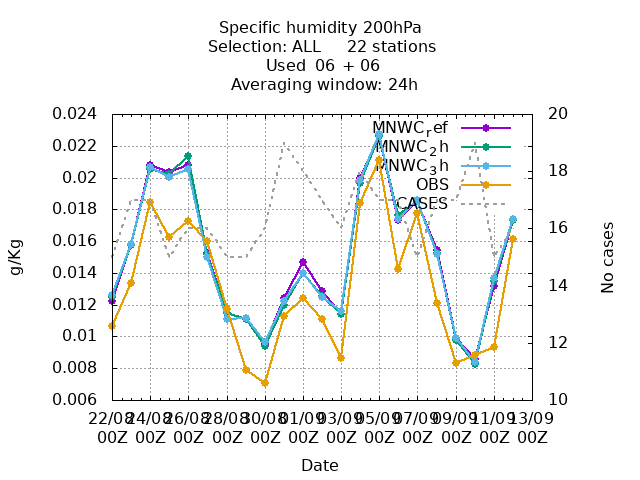 Specific humidity 200hPa
Selection: ALL 22 stations
Used 06 + 06
Averaging window: 24h
0.024
0.022
0.02
0.018
0.016
0.014
0.012
0.01
0.008
0.006
g/Kg
20
18
16
14
12
10
No cases
MNWCref
MNWC2h
MNWC3h
OBS
CASES
22/08 24/08 26/08 28/08 30/08 01/09 03/09 05/09 07/09 09/09 11/09 13/09
00Z 00Z 00Z 00Z 00Z 00Z 00Z 00Z 00Z 00Z 00Z 00Z
Date